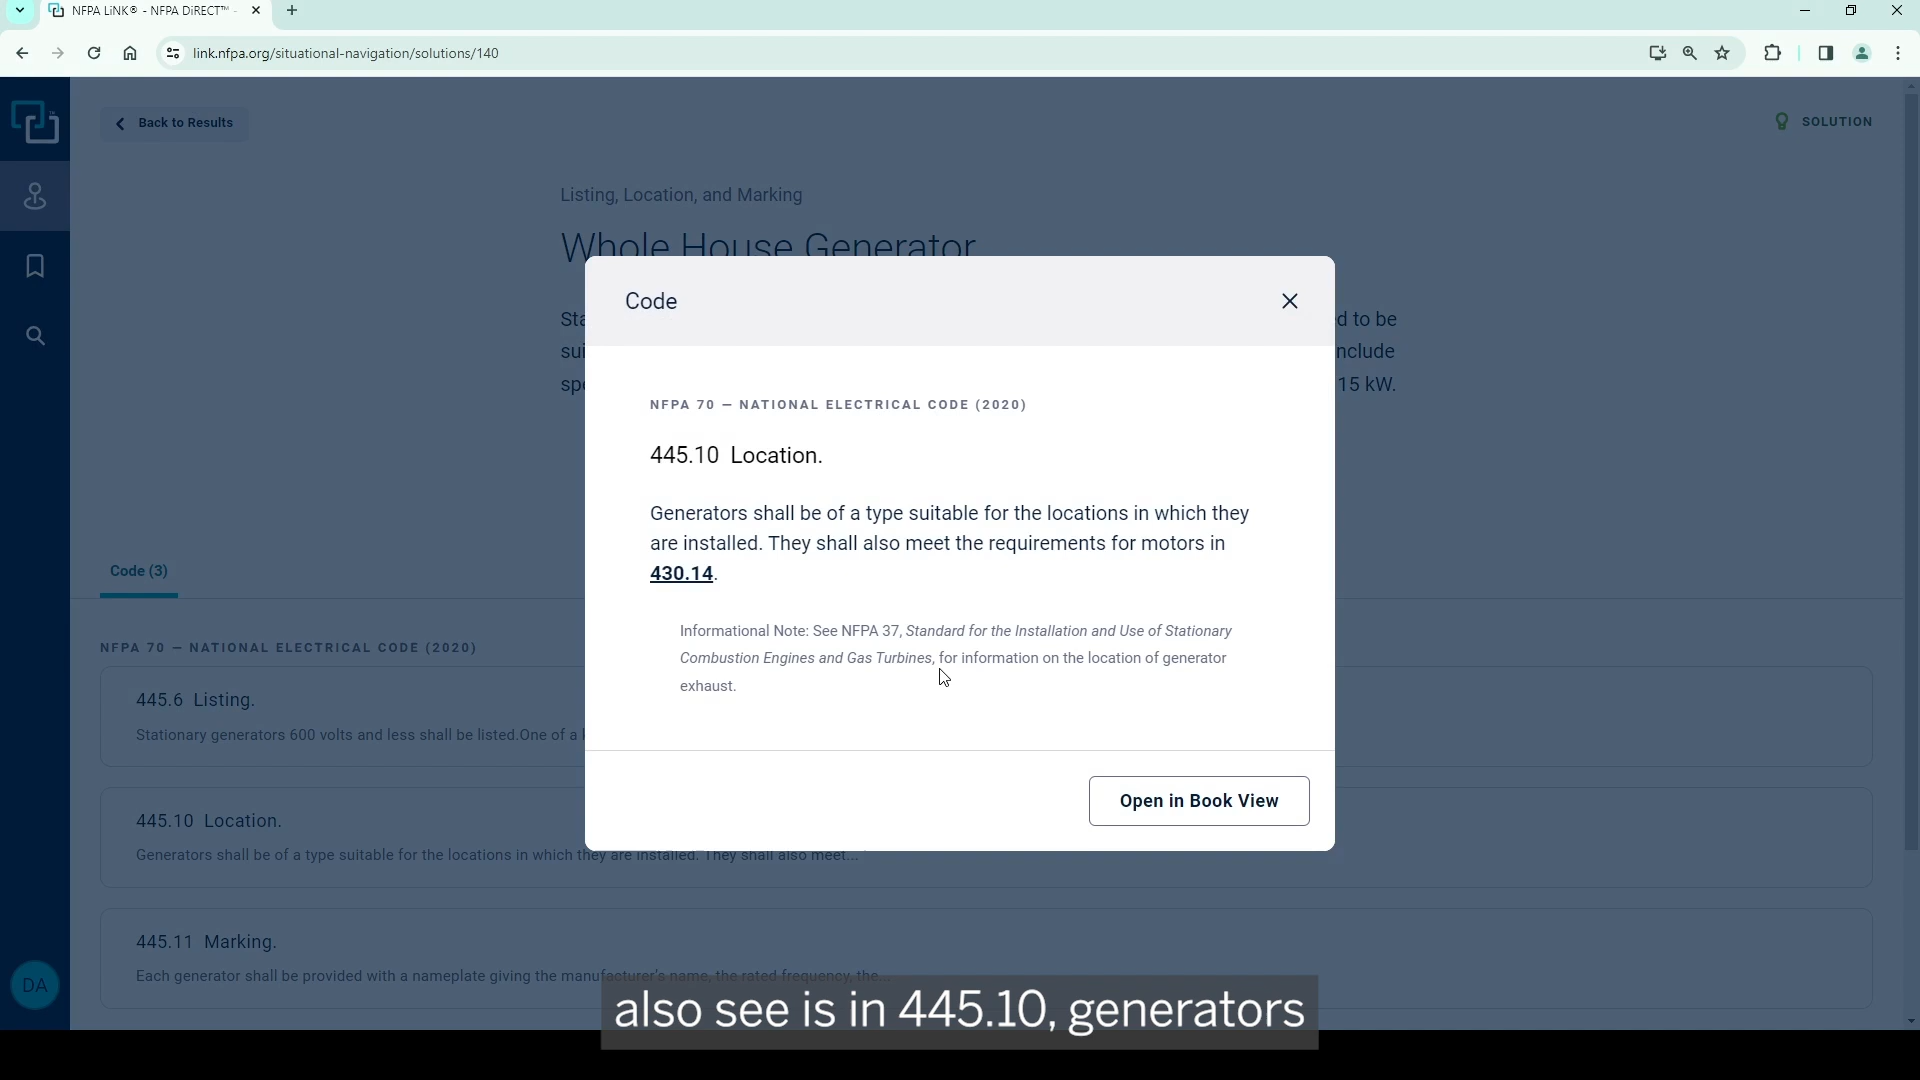 NFPA LiNK® - NFPA DiRECT™
link.nfpa.org/situational-navigation/solutions/140
Back to Results
SOLUTION
Listing, Location, and Marking
Whole House Generator
d to be
nclude
15 kW.
Code
NFPA 70 — NATIONAL ELECTRICAL CODE (2020)
445.10 Location.
Generators shall be of a type suitable for the locations in which they
are installed. They shall also meet the requirements for motors in
430.14.
Informational Note: See NFPA 37, Standard for the Installation and Use of Stationary
Combustion Engines and Gas Turbines, for information on the location of generator
exhaust.
Open in Book View
Code (3)
NFPA 70 — NATIONAL ELECTRICAL CODE (2020)
445.6 Listing.
Stationary generators 600 volts and less shall be listed.One of a
445.10 Location.
Generators shall be of a type suitable for the locations in which they are installed. They shall also meet...
445.11 Marking.
Each generator shall be provided with a nameplate giving the manufacturer's name, the rated frequency, the...
DA
also see is in 445.10, generators